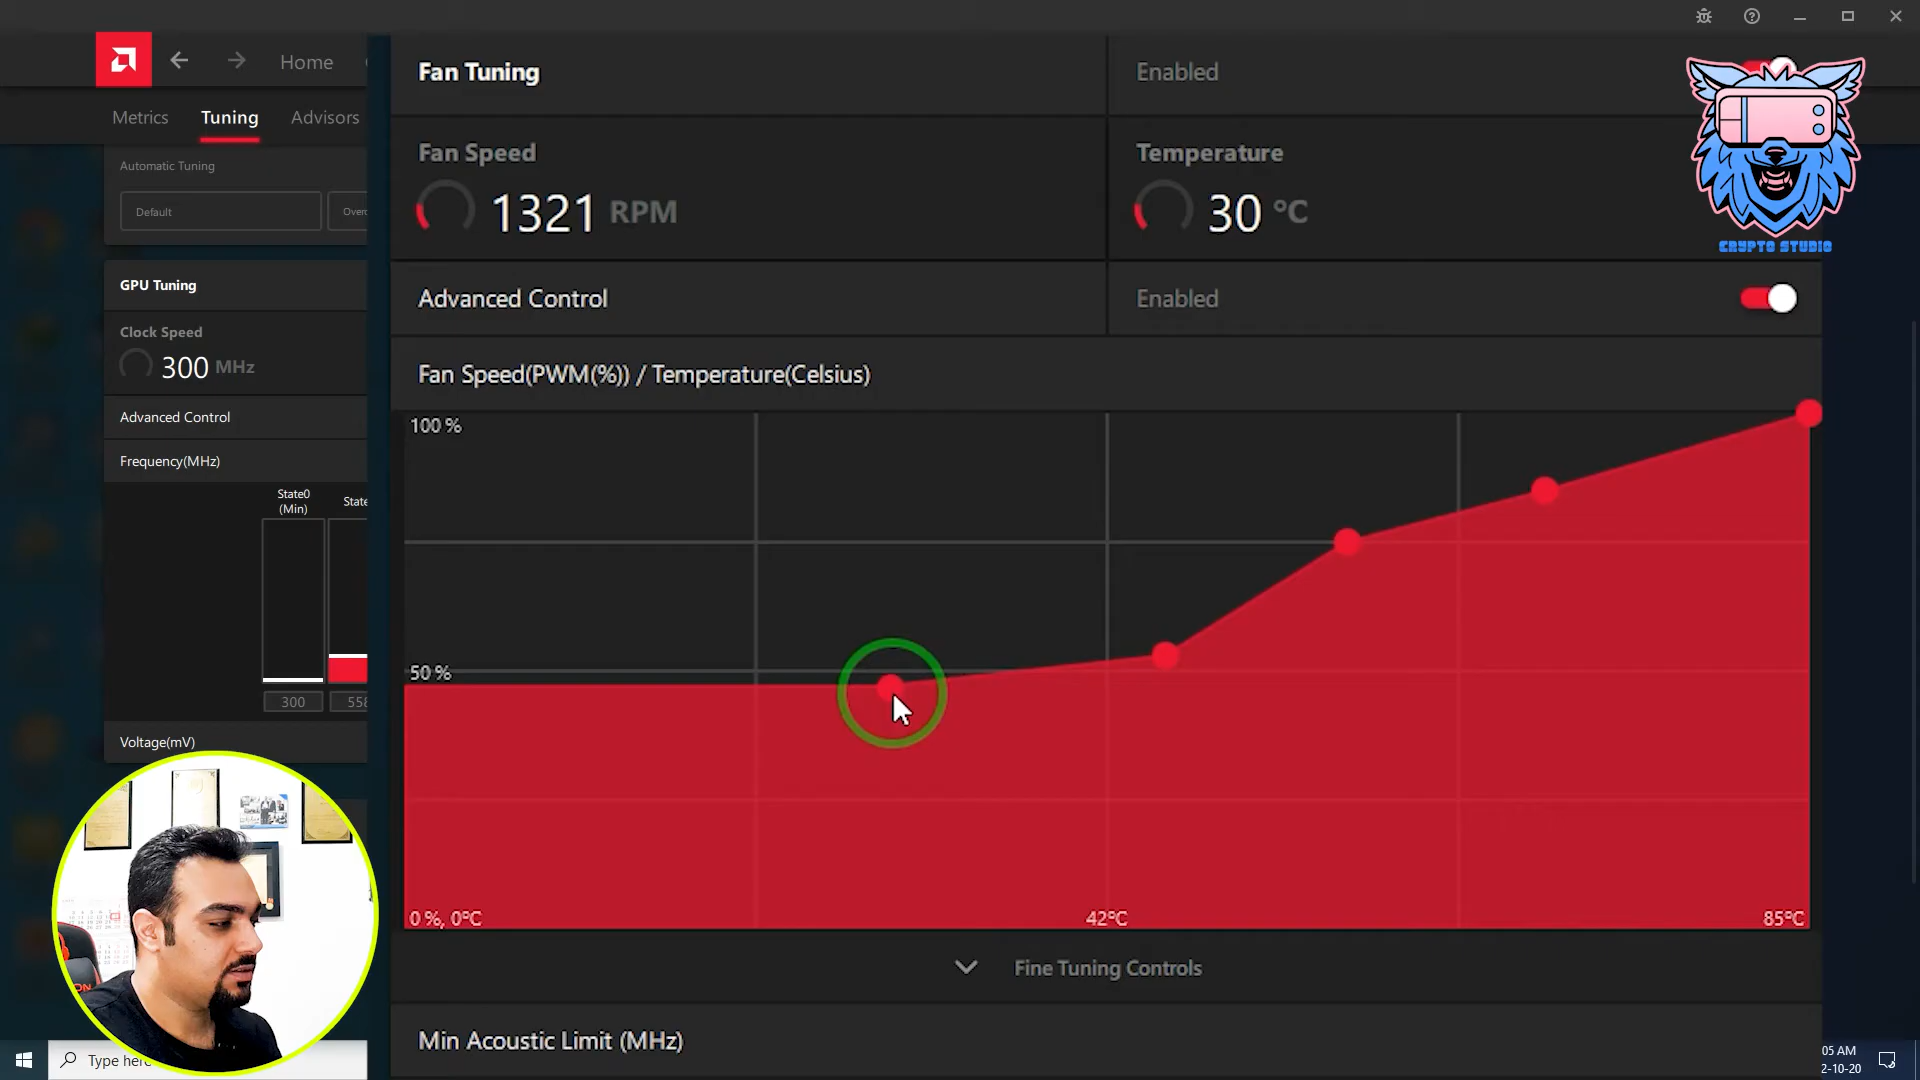 Home
Metrics
Tuning
Advisors
Automatic Tuning
Default
GPU Tuning
Clock Speed
300 MHz
Advanced Control
Frequency(MHz)
State0
(Min)
State
300
558
Voltage(mV)
Type here
Fan Tuning
Enabled
Fan Speed
1321 RPM
Temperature
30 °C
Advanced Control
Enabled
Fan Speed(PWM(%)) / Temperature(Celsius)
100 %
50 %
0 %, 0°C
42°C
85°C
Fine Tuning Controls
Min Acoustic Limit (MHz)
CRYPTO STUDIO
05 AM
2-10-20